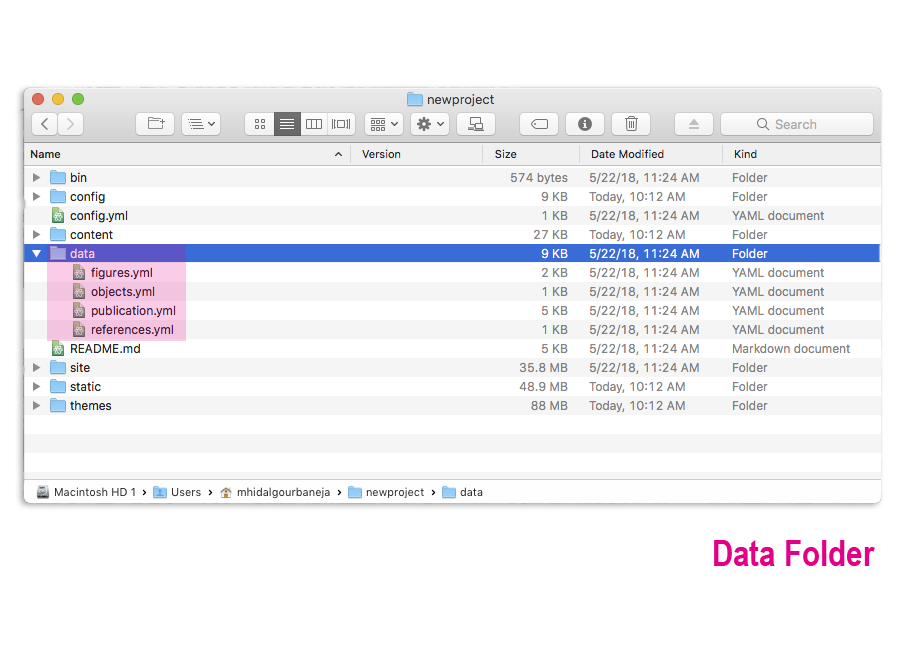 newproject
Search
Name Version Size Date Modified Kind
bin 574 bytes 5/22/18, 11:24 AM Folder
config 9 KB Today, 10:12 AM Folder
config.yml 1 KB 5/22/18, 11:24 AM YAML document
content 27 KB Today, 10:12 AM Folder
data 9 KB 5/22/18, 11:24 AM Folder
figures.yml 2 KB 5/22/18, 11:24 AM YAML document
objects.yml 1 KB 5/22/18, 11:24 AM YAML document
publication.yml 5 KB 5/22/18, 11:24 AM YAML document
references.yml 1 KB 5/22/18, 11:24 AM YAML document
README.md 5 KB 5/22/18, 11:24 AM Markdown document
site 35.8 MB 5/22/18, 11:24 AM Folder
static 48.9 MB Today, 10:12 AM Folder
themes 88 MB Today, 10:12 AM Folder
Macintosh HD 1 › Users › mhidalgourbaneja › newproject › data
Data Folder